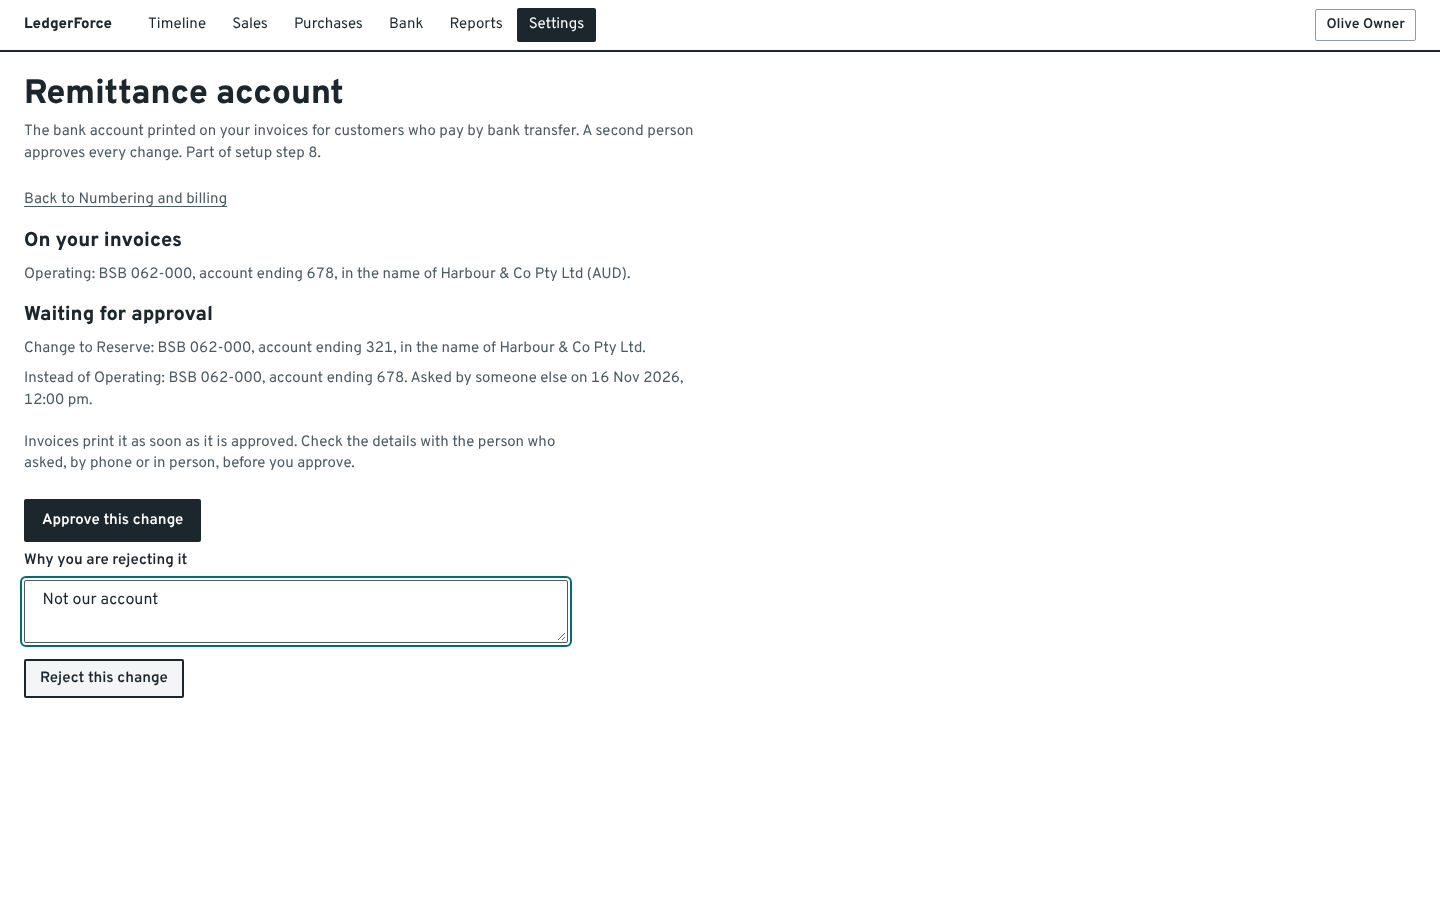 LedgerForce Timeline Sales Purchases Bank Reports Settings Olive Owner
Remittance account
The bank account printed on your invoices for customers who pay by bank transfer. A second person
approves every change. Part of setup step 8.
Back to Numbering and billing
On your invoices
Operating: BSB 062-000, account ending 678, in the name of Harbour & Co Pty Ltd (AUD).
Waiting for approval
Change to Reserve: BSB 062-000, account ending 321, in the name of Harbour & Co Pty Ltd.
Instead of Operating: BSB 062-000, account ending 678. Asked by someone else on 16 Nov 2026,
12:00 pm.
Invoices print it as soon as it is approved. Check the details with the person who
asked, by phone or in person, before you approve.
Approve this change
Why you are rejecting it
Not our account
Reject this change